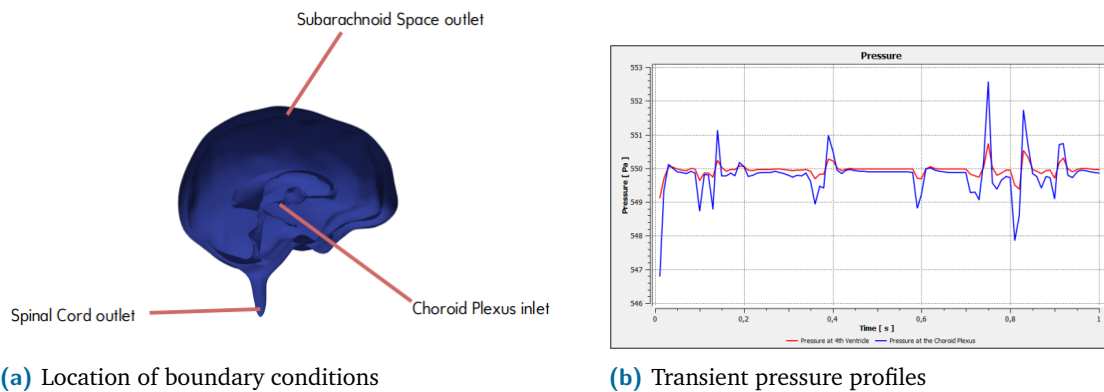 Subarachnoid Space outlet
Spinal Cord outlet
Choroid Plexus inlet
(a) Location of boundary conditions
Pressure
553
552
551
550
549
548
547
546
Pressure [ Pa ]
0
0,2
0,4
0,6
0,8
1
Time [ s ]
Pressure at 4th Ventricle
Pressure at the Choroid Plexus
(b) Transient pressure profiles